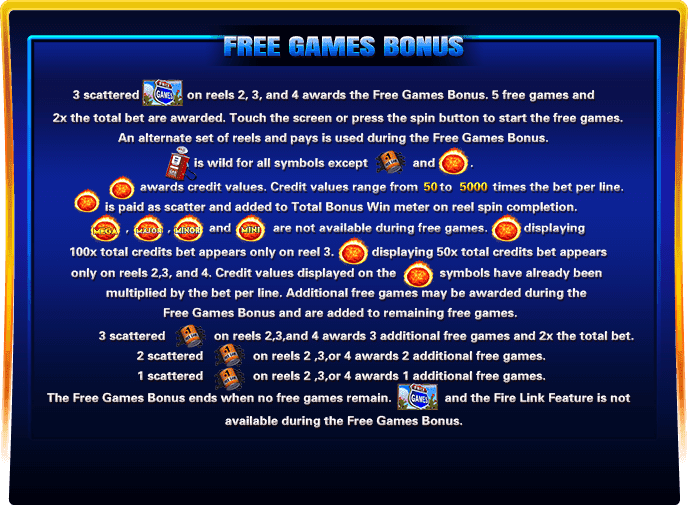 FREE GAMES BONUS
3 scattered FREE GAMES on reels 2, 3, and 4 awards the Free Games Bonus. 5 free games and
2x the total bet are awarded. Touch the screen or press the spin button to start the free games.
An alternate set of reels and pays is used during the Free Games Bonus.
is wild for all symbols except and .
awards credit values. Credit values range from 50 to 5000 times the bet per line.
is paid as scatter and added to Total Bonus Win meter on reel spin completion.
MEGA , MAJOR , MINOR and MINI are not available during free games. displaying
100x total credits bet appears only on reel 3. displaying 50x total credits bet appears
only on reels 2,3, and 4. Credit values displayed on the symbols have already been
multiplied by the bet per line. Additional free games may be awarded during the
Free Games Bonus and are added to remaining free games.
3 scattered on reels 2,3,and 4 awards 3 additional free games and 2x the total bet.
2 scattered on reels 2 ,3,or 4 awards 2 additional free games.
1 scattered on reels 2 ,3,or 4 awards 1 additional free games.
The Free Games Bonus ends when no free games remain. GAMES and the Fire Link Feature is not
available during the Free Games Bonus.